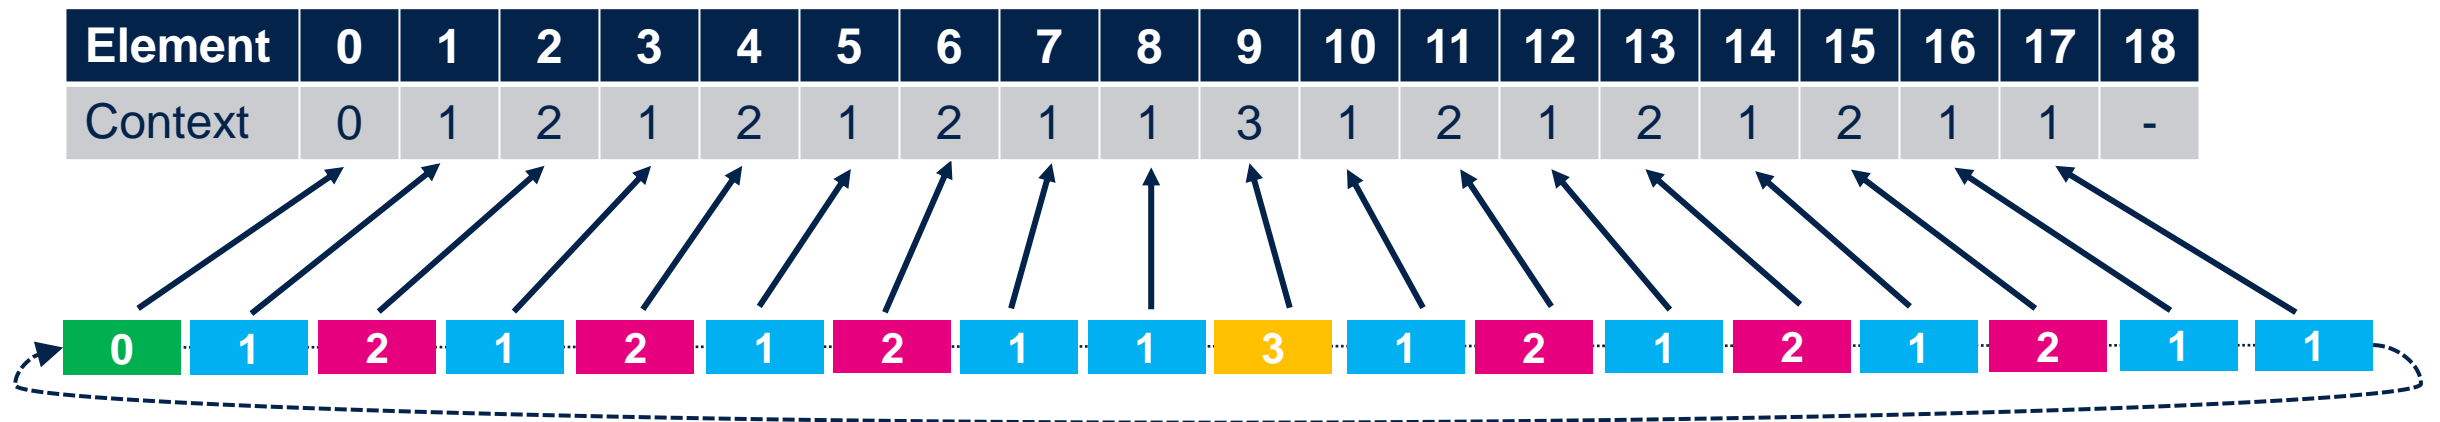 Element 0 1 2 3 4 5 6 7 8 9 10 11 12 13 14 15 16 17 18
Context 0 1 2 1 2 1 2 1 1 3 1 2 1 2 1 2 1 1 -
0 1 2 1 2 1 2 1 1 3 1 2 1 2 1 2 1 1